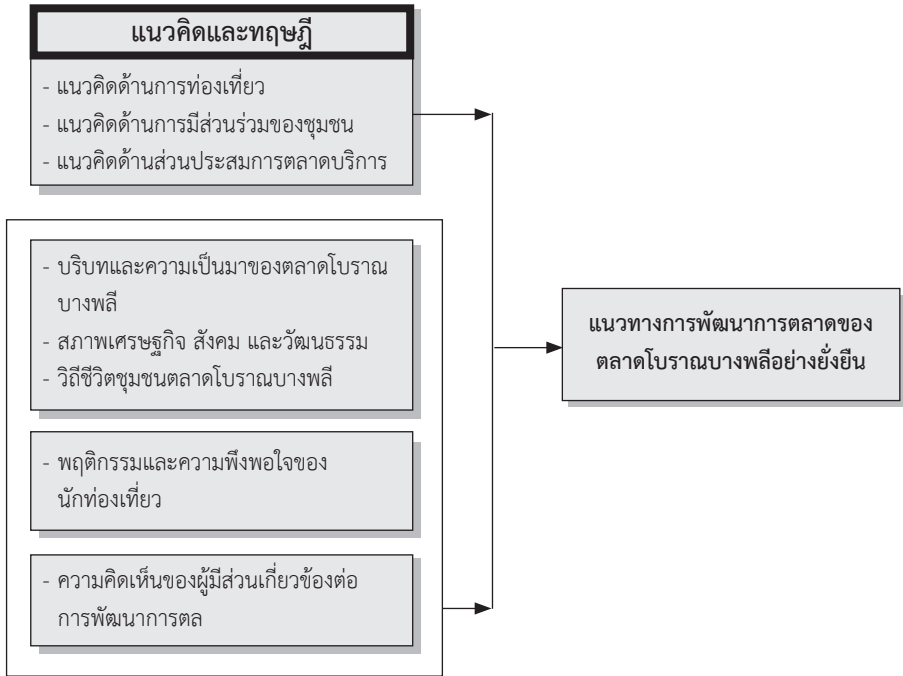 แนวคิดและทฤษฎี
- แนวคิดด้านการท่องเที่ยว
- แนวคิดด้านการมีส่วนร่วมของชุมชน
- แนวคิดด้านส่วนประสมการตลาดบริการ
- บริบทและความเป็นมาของตลาดโบราณ
บางพลี
- สภาพเศรษฐกิจ สังคม และวัฒนธรรม
- วิถีชีวิตชุมชนตลาดโบราณบางพลี
- พฤติกรรมและความพึงพอใจของ
นักท่องเที่ยว
- ความคิดเห็นของผู้มีส่วนเกี่ยวข้องต่อ
การพัฒนาการตล
แนวทางการพัฒนาการตลาดของ
ตลาดโบราณบางพลีอย่างยั่งยืน